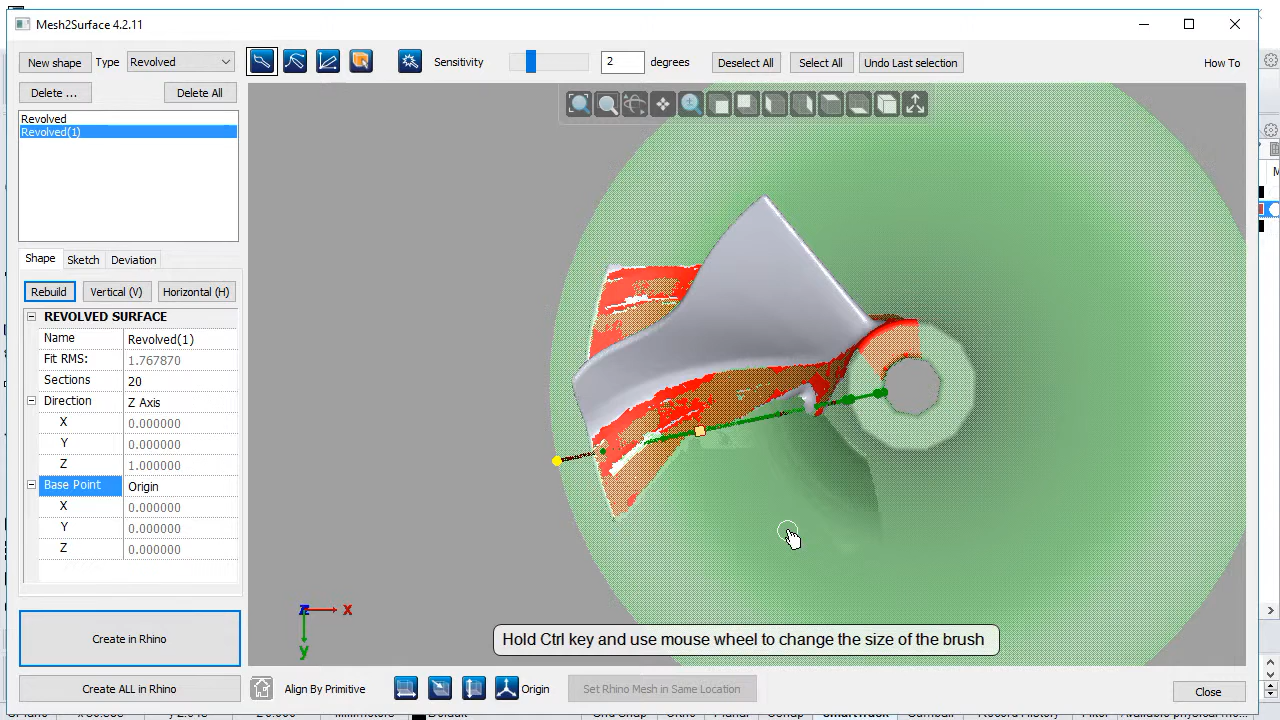 Mesh2Surface 4.2.11
New shape Type Revolved Sensitivity 2 degrees Deselect All Select All Undo Last selection How To
Delete ... Delete All
Revolved
Revolved(1)
Shape Sketch Deviation
Rebuild Vertical (V) Horizontal (H)
REVOLVED SURFACE
Name Revolved(1)
Fit RMS: 1.767870
Sections 20
Direction Z Axis
X 0.000000
Y 0.000000
Z 1.000000
Base Point Origin
X 0.000000
Y 0.000000
Z 0.000000
z x
y
Hold Ctrl key and use mouse wheel to change the size of the brush
Create in Rhino
Create ALL in Rhino Align By Primitive Origin Set Rhino Mesh in Same Location Close